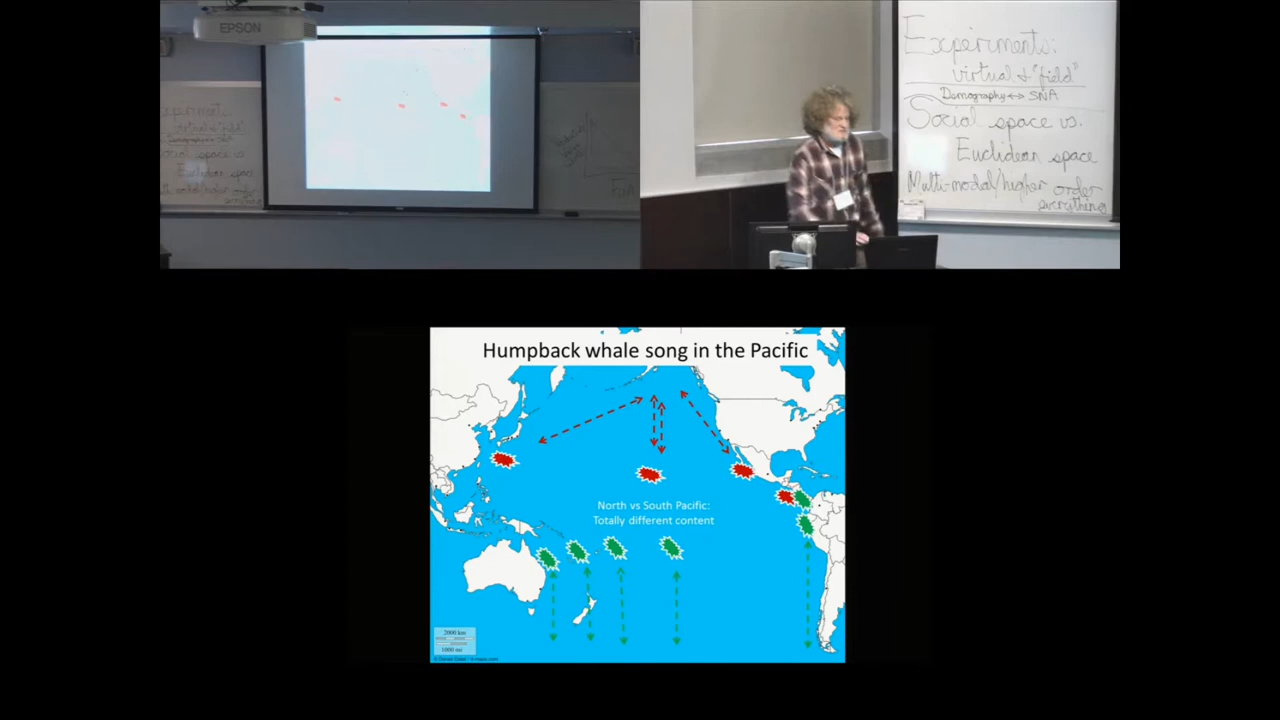 EPSON
Experiments:
virtual & "field"
Demography ↔ SNA
Social space vs.
Euclidean space
Multi-modal/higher order
everything
Humpback whale song in the Pacific
North vs South Pacific:
Totally different content
2000 km
1000 mi